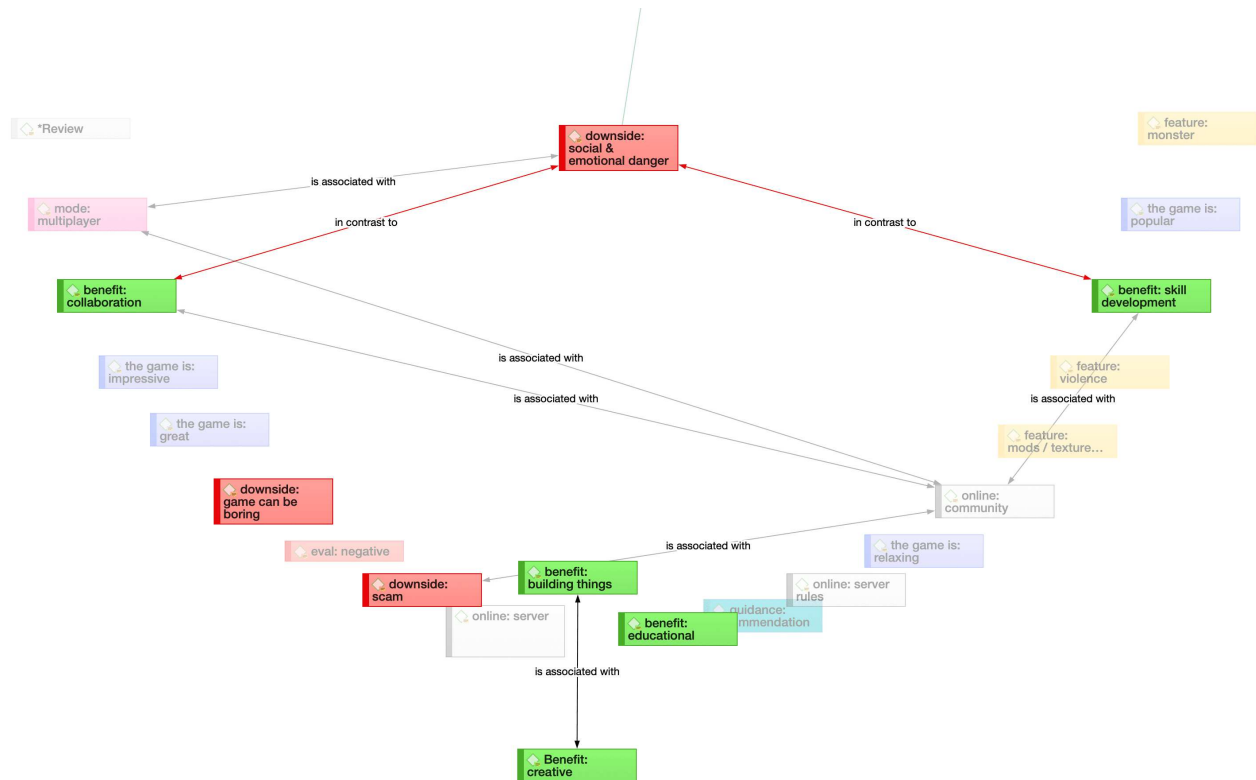 *Review
downside:
social &
emotional danger
feature:
monster
is associated with
mode:
multiplayer
the game is:
popular
in contrast to
in contrast to
benefit:
collaboration
benefit: skill
development
the game is:
impressive
is associated with
feature:
violence
is associated with
is associated with
the game is:
great
feature:
mods / texture...
downside:
game can be
boring
online:
community
eval: negative
is associated with
the game is:
relaxing
benefit:
building things
downside:
scam
online: server
rules
online: server
guidance:
mmendation
benefit:
educational
is associated with
Benefit:
creative